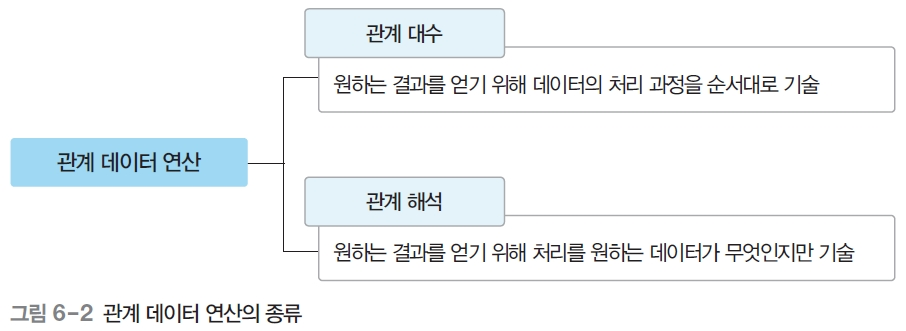 관계 대수
원하는 결과를 얻기 위해 데이터의 처리 과정을 순서대로 기술
관계 데이터 연산
관계 해석
원하는 결과를 얻기 위해 처리를 원하는 데이터가 무엇인지만 기술
그림 6-2 관계 데이터 연산의 종류